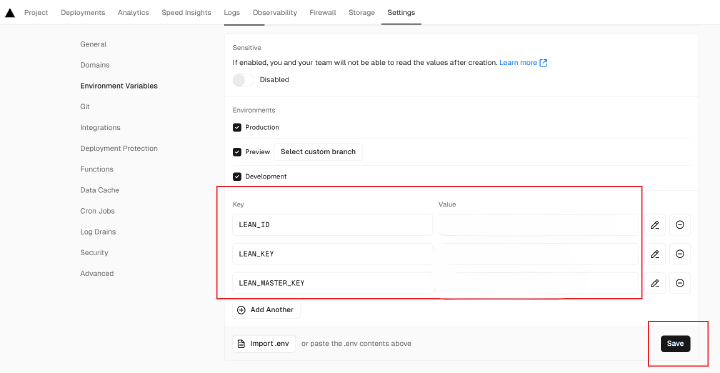 Project Deployments Analytics Speed Insights Logs Observability Firewall Storage Settings
General
Domains
Environment Variables
Git
Integrations
Deployment Protection
Functions
Data Cache
Cron Jobs
Log Drains
Security
Advanced
Sensitive
If enabled, you and your team will not be able to read the values after creation. Learn more
Disabled
Environments
Production
Preview Select custom branch
Development
Key Value
LEAN_ID
LEAN_KEY
LEAN_MASTER_KEY
Add Another
Import .env or paste the .env contents above Save